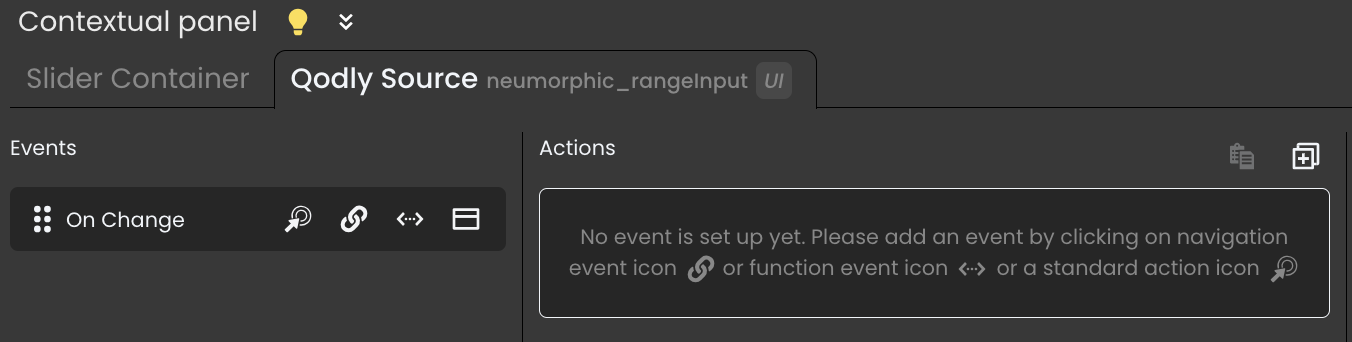 Contextual panel
Slider Container
Qodly Source neumorphic_rangeInput UI
Events
Actions
On Change
No event is set up yet. Please add an event by clicking on navigation
event icon or function event icon or a standard action icon